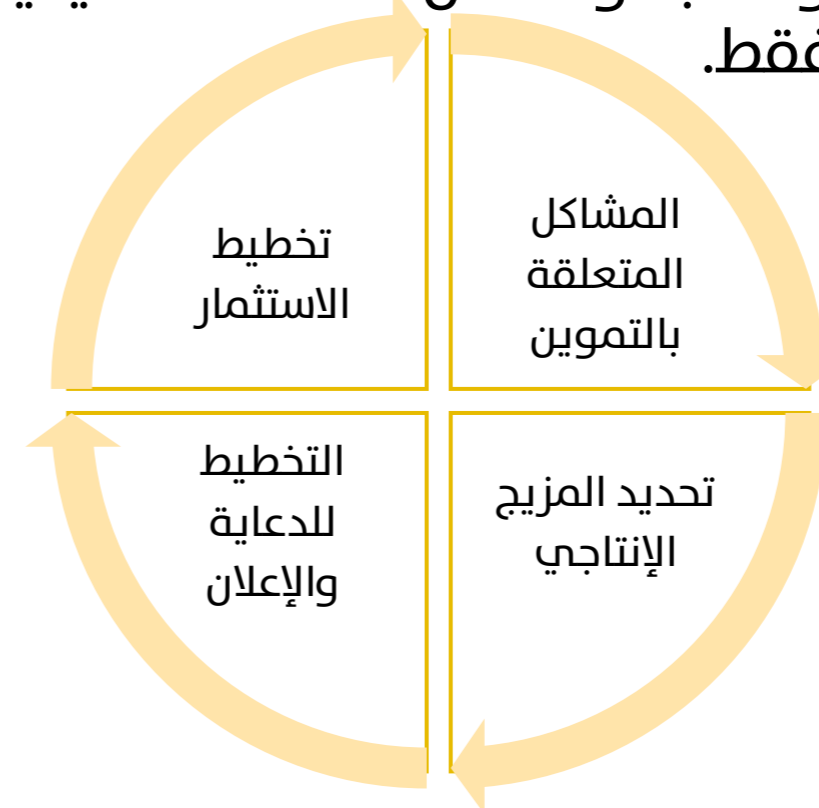 فقط.
المشاكل
المتعلقة
بالتموين
تخطيط
الاستثمار
تحديد المزيج
الإنتاجي
التخطيط
للدعاية
والإعلان